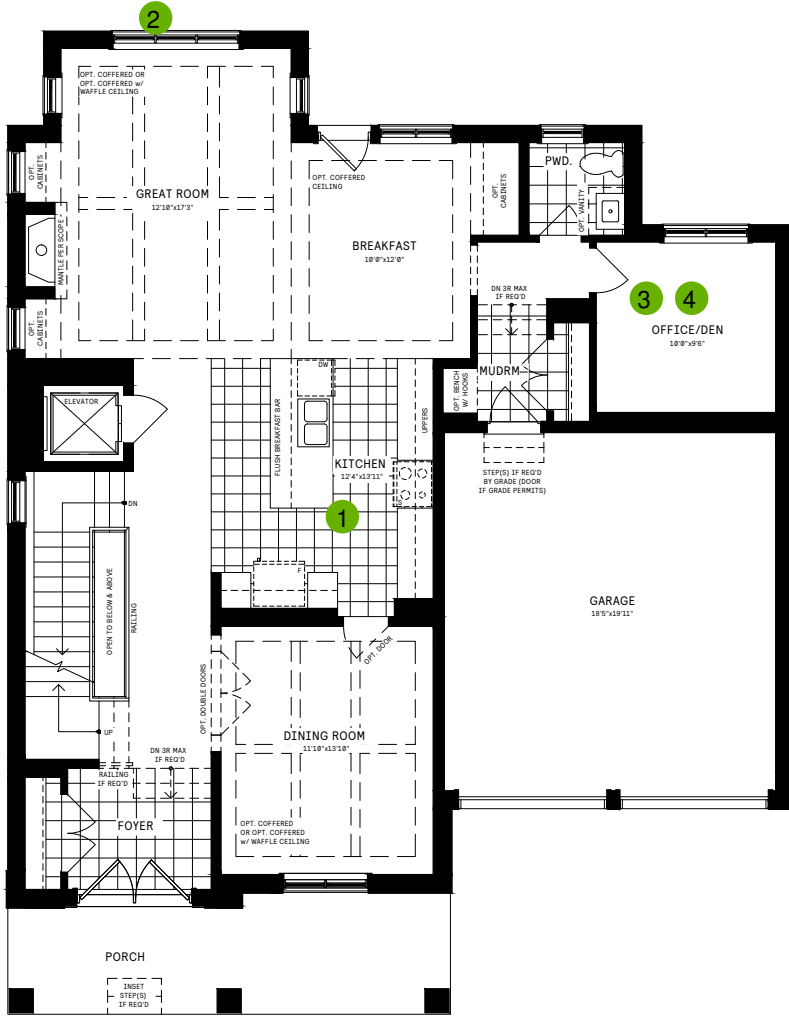 2
OPT. COFFERED OR
OPT. COFFERED w/
WAFFLE CEILING
OPT.
CABINETS
GREAT ROOM
12'10"x17'3"
MANTLE PER SCOPE
OPT.
CABINETS
OPT. COFFERED
CEILING
BREAKFAST
10'0"x12'0"
OPT.
CABINETS
PWD.
OPT. VANITY
DN 3R MAX
IF REQ'D
3
4
OFFICE/DEN
10'0"x9'6"
MUDRM
OPT. BENCH
W/ HOOKS
ELEVATOR
DW
FLUSH BREAKFAST BAR
UPPERS
KITCHEN
12'4"x13'11"
S
1
F
STEP(S) IF REQ'D
BY GRADE (DOOR
IF GRADE PERMITS)
DN
OPEN TO BELOW & ABOVE
RAILING
UP
GARAGE
18'5"x19'11"
OPT. DOOR
OPT. DOUBLE DOORS
DINING ROOM
11'10"x13'10"
OPT. COFFERED
OR OPT. COFFERED
w/ WAFFLE CEILING
DN 3R MAX
IF REQ'D
RAILING
IF REQ'D
FOYER
PORCH
INSET
STEP(S)
IF REQ'D